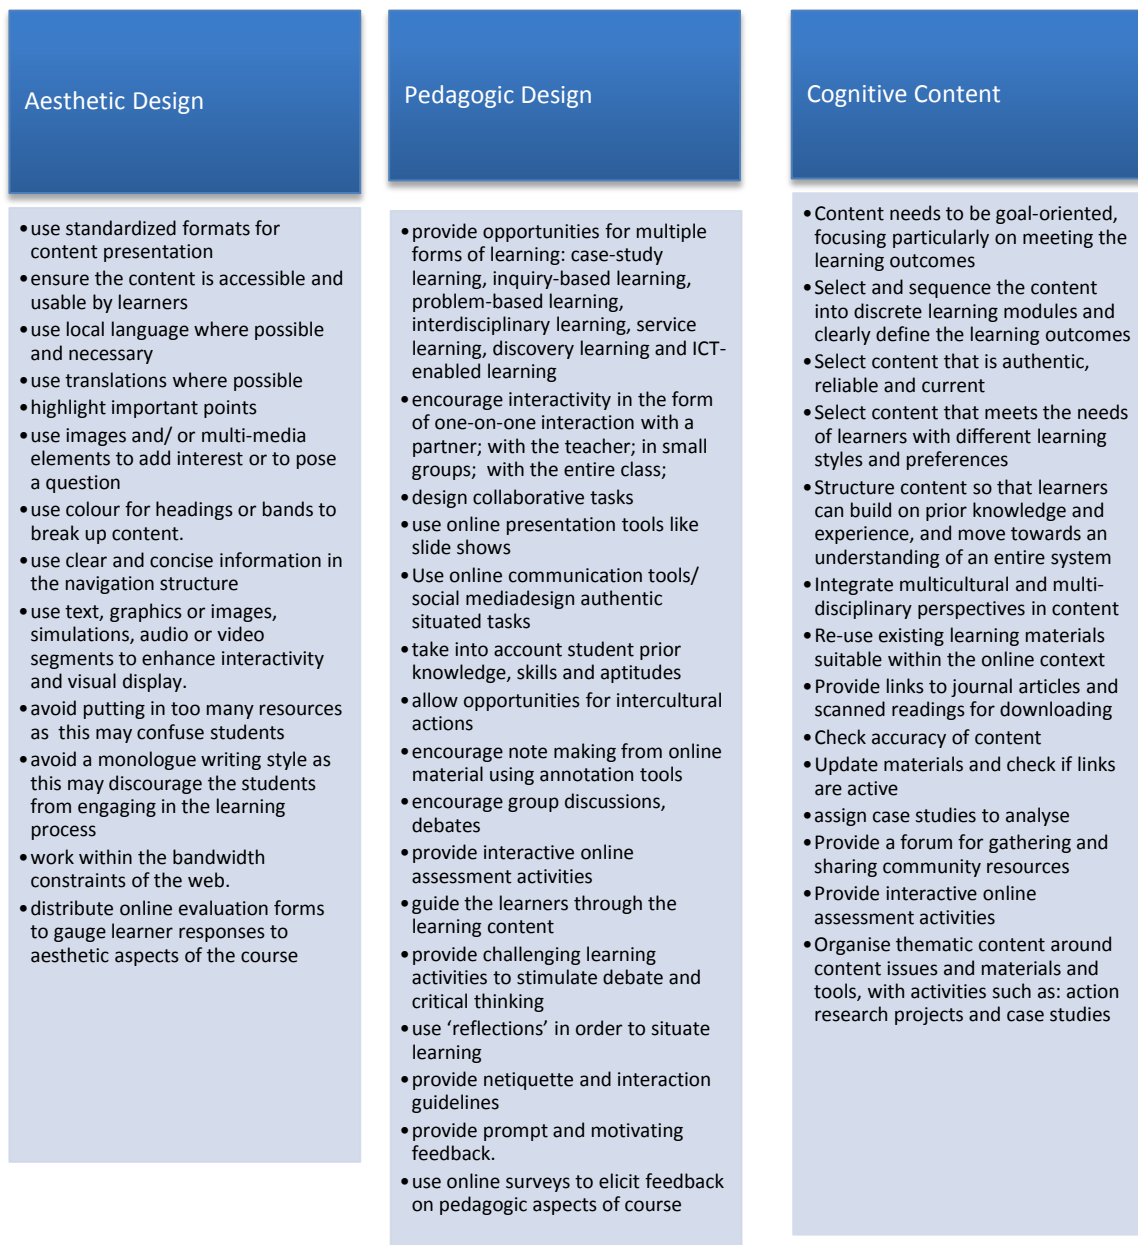 Aesthetic Design
•use standardized formats for
content presentation
•ensure the content is accessible and
usable by learners
•use local language where possible
and necessary
•use translations where possible
•highlight important points
•use images and/ or multi-media
elements to add interest or to pose
a question
•use colour for headings or bands to
break up content.
•use clear and concise information in
the navigation structure
•use text, graphics or images,
simulations, audio or video
segments to enhance interactivity
and visual display.
•avoid putting in too many resources
as  this may confuse students
•avoid a monologue writing style as
this may discourage the students
from engaging in the learning
process
•work within the bandwidth
constraints of the web.
•distribute online evaluation forms
to gauge learner responses to
aesthetic aspects of the course
Pedagogic Design
•provide opportunities for multiple
forms of learning: case-study
learning, inquiry-based learning,
problem-based learning,
interdisciplinary learning, service
learning, discovery learning and ICT-
enabled learning
•encourage interactivity in the form
of one-on-one interaction with a
partner; with the teacher; in small
groups;  with the entire class;
•design collaborative tasks
•use online presentation tools like
slide shows
•Use online communication tools/
social mediadesign authentic
situated tasks
•take into account student prior
knowledge, skills and aptitudes
•allow opportunities for intercultural
actions
•encourage note making from online
material using annotation tools
•encourage group discussions,
debates
•provide interactive online
assessment activities
•guide the learners through the
learning content
•provide challenging learning
activities to stimulate debate and
critical thinking
•use ‘reflections’ in order to situate
learning
•provide netiquette and interaction
guidelines
•provide prompt and motivating
feedback.
•use online surveys to elicit feedback
on pedagogic aspects of course
Cognitive Content
•Content needs to be goal-oriented,
focusing particularly on meeting the
learning outcomes
•Select and sequence the content
into discrete learning modules and
clearly define the learning outcomes
•Select content that is authentic,
reliable and current
•Select content that meets the needs
of learners with different learning
styles and preferences
•Structure content so that learners
can build on prior knowledge and
experience, and move towards an
understanding of an entire system
•Integrate multicultural and multi-
disciplinary perspectives in content
•Re-use existing learning materials
suitable within the online context
•Provide links to journal articles and
scanned readings for downloading
•Check accuracy of content
•Update materials and check if links
are active
•assign case studies to analyse
•Provide a forum for gathering and
sharing community resources
•Provide interactive online
assessment activities
•Organise thematic content around
content issues and materials and
tools, with activities such as: action
research projects and case studies